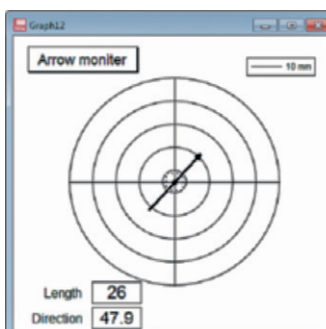 Graph12
Arrow moniter
10 mm
Length 26
Direction 47.9